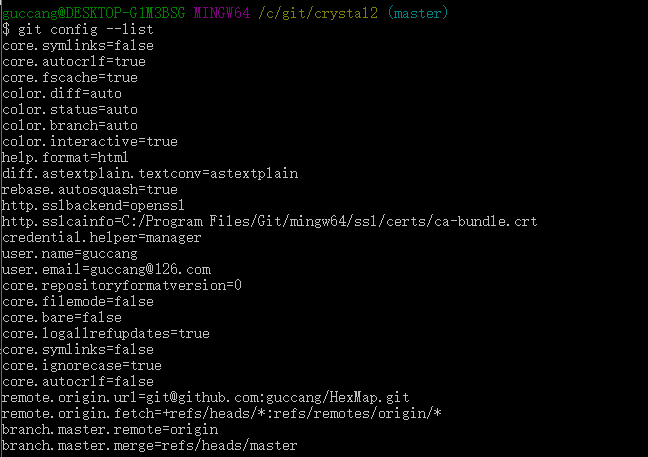 guccang@DESKTOP-G1M3BSG MINGW64 /c/git/crystal2 (master)
$ git config --list
core.symlinks=false
core.autocrlf=true
core.fscache=true
color.diff=auto
color.status=auto
color.branch=auto
color.interactive=true
help.format=html
diff.astextplain.textconv=astextplain
rebase.autosquash=true
http.sslbackend=openssl
http.sslcainfo=C:/Program Files/Git/mingw64/ssl/certs/ca-bundle.crt
credential.helper=manager
user.name=guccang
user.email=guccang@126.com
core.repositoryformatversion=0
core.filemode=false
core.bare=false
core.logallrefupdates=true
core.symlinks=false
core.ignorecase=true
core.autocrlf=false
remote.origin.url=git@github.com:guccang/HexMap.git
remote.origin.fetch=+refs/heads/*:refs/remotes/origin/*
branch.master.remote=origin
branch.master.merge=refs/heads/master